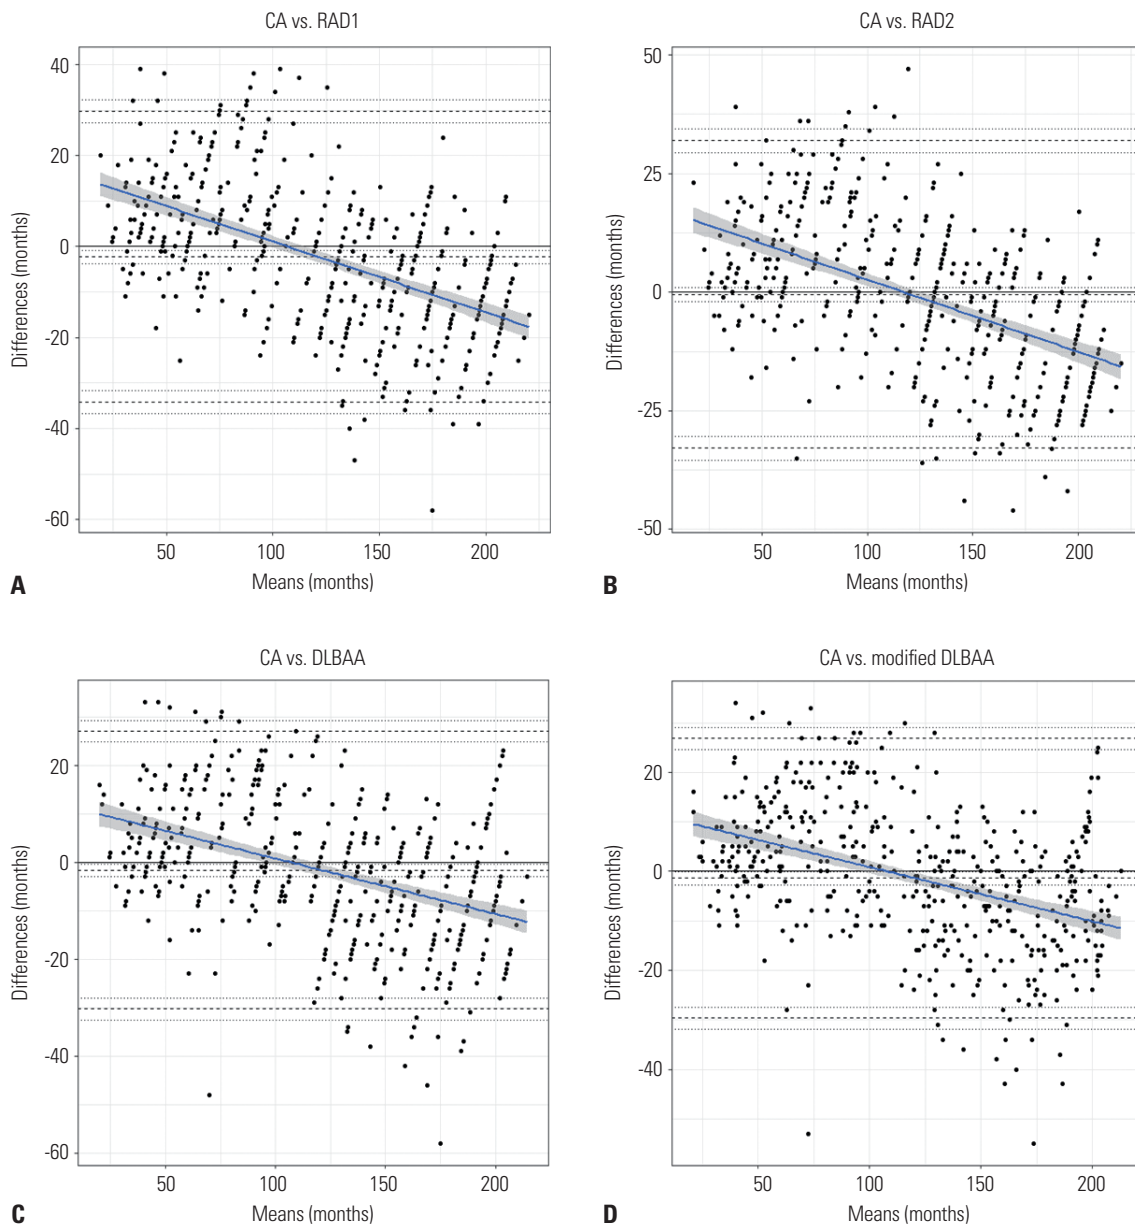 CA vs. RAD1
40
20
0
-20
-40
-60
Differences (months)
50 100 150 200
Means (months)
A
CA vs. RAD2
50
25
0
-25
-50
Differences (months)
50 100 150 200
Means (months)
B
CA vs. DLBAA
20
0
-20
-40
-60
Differences (months)
50 100 150 200
Means (months)
C
CA vs. modified DLBAA
20
0
-20
-40
Differences (months)
50 100 150 200
Means (months)
D